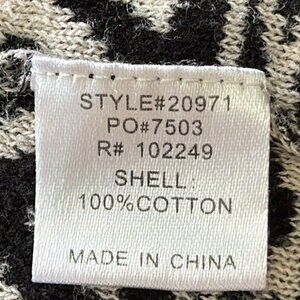 STYLE#20971
PO#7503
R# 102249
SHELL:
100%COTTON
MADE IN CHINA